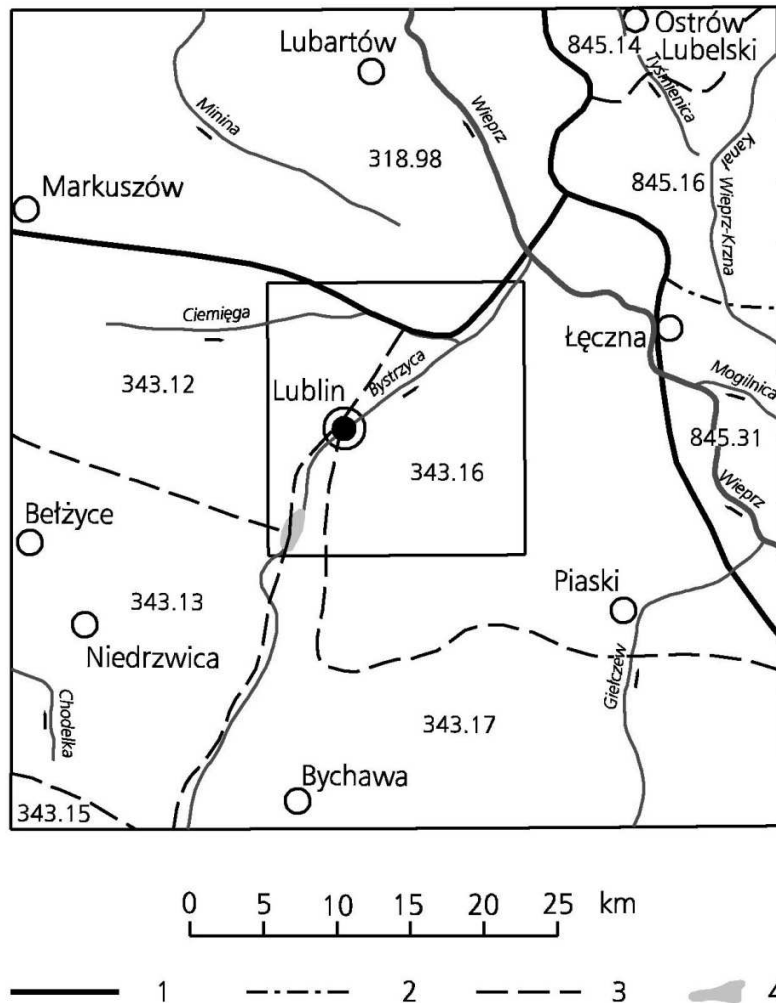 Ostrów
Lubelski
845.14
Lubartów
Tyśmienica
Minina
Wieprz
Kanał Wieprz-Krzna
318.98
845.16
Markuszów
Ciemięga
Łęczna
Bystrzyca
Mogilnica
343.12
Lublin
845.31
343.16
Wieprz
Bełżyce
Piaski
343.13
Niedrzwica
Giełczew
Chodelka
343.17
Bychawa
343.15
0 5 10 15 20 25 km
1 2 3 4